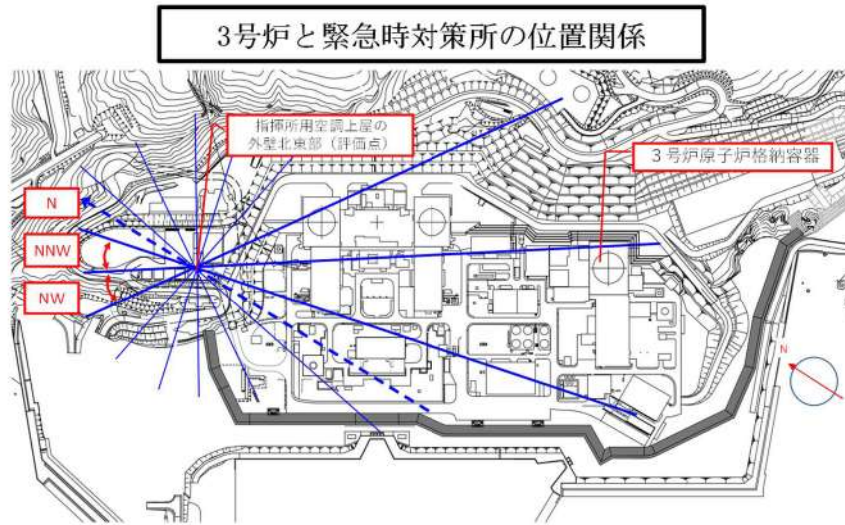 3号炉と緊急時対策所の位置関係
指揮所用空調上屋の
外壁北東部（評価点）
3号炉原子炉格納容器
N
NNW
NW
N